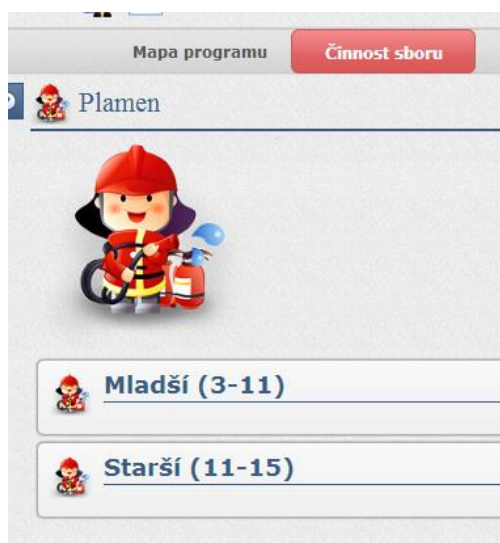 Mapa programu
Činnost sboru
Plamen
Mladší (3-11)
Starší (11-15)